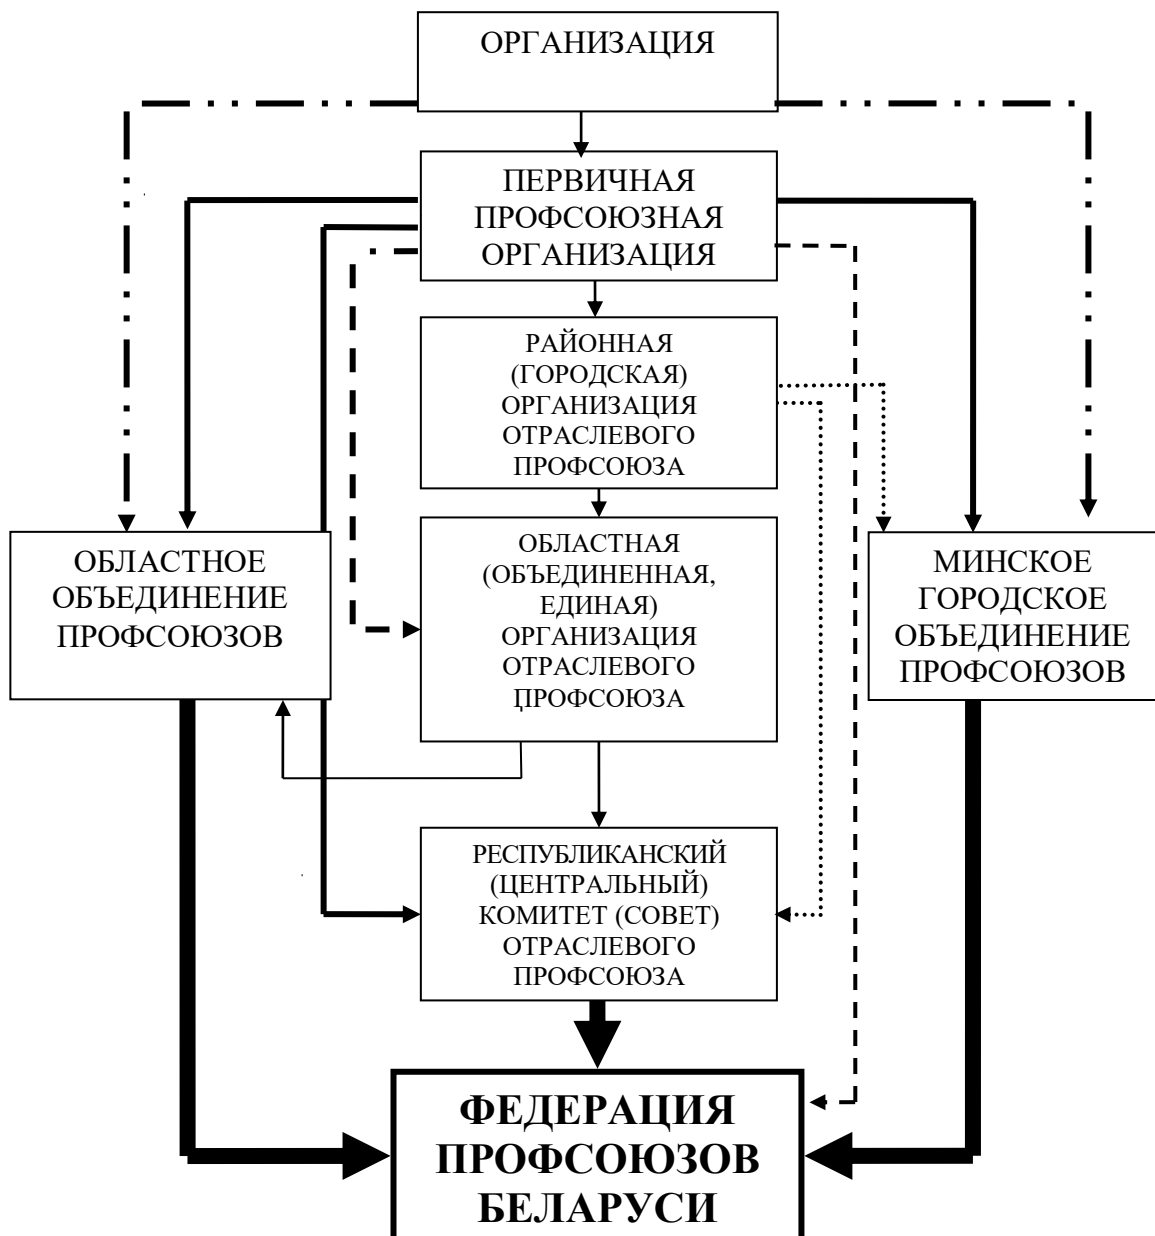 ОРГАНИЗАЦИЯ
ПЕРВИЧНАЯ
ПРОФСОЮЗНАЯ
ОРГАНИЗАЦИЯ
РАЙОННАЯ
(ГОРОДСКАЯ)
ОРГАНИЗАЦИЯ
ОТРАСЛЕВОГО
ПРОФСОЮЗА
ОБЛАСТНОЕ
ОБЪЕДИНЕНИЕ
ПРОФСОЮЗОВ
ОБЛАСТНАЯ
(ОБЪЕДИНЕННАЯ,
ЕДИНАЯ)
ОРГАНИЗАЦИЯ
ОТРАСЛЕВОГО
ПРОФСОЮЗА
МИНСКОЕ
ГОРОДСКОЕ
ОБЪЕДИНЕНИЕ
ПРОФСОЮЗОВ
РЕСПУБЛИКАНСКИЙ
(ЦЕНТРАЛЬНЫЙ)
КОМИТЕТ (СОВЕТ)
ОТРАСЛЕВОГО
ПРОФСОЮЗА
ФЕДЕРАЦИЯ
ПРОФСОЮЗОВ
БЕЛАРУСИ